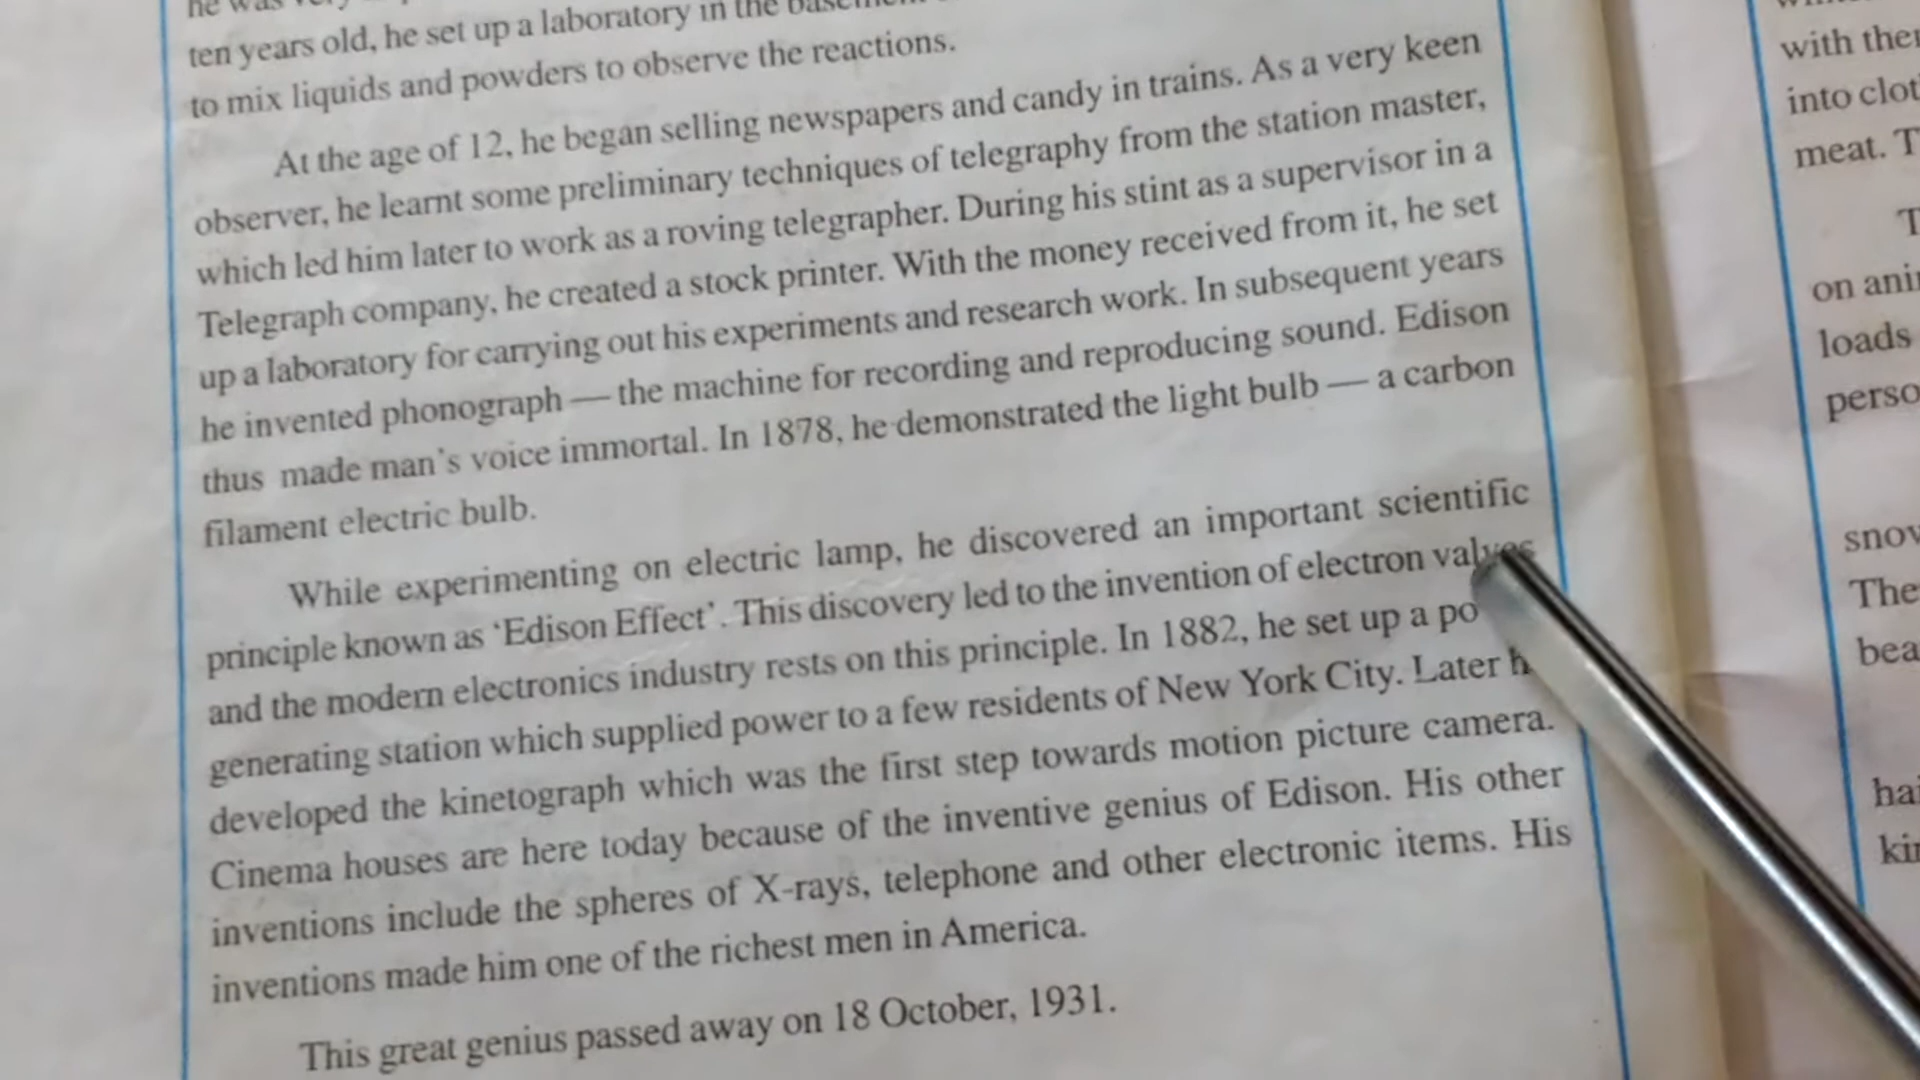 he was very
ten years old, he set up a laboratory in the basement
to mix liquids and powders to observe the reactions.
At the age of 12, he began selling newspapers and candy in trains. As a very keen
observer, he learnt some preliminary techniques of telegraphy from the station master,
which led him later to work as a roving telegrapher. During his stint as a supervisor in a
Telegraph company, he created a stock printer. With the money received from it, he set
up a laboratory for carrying out his experiments and research work. In subsequent years
he invented phonograph — the machine for recording and reproducing sound. Edison
thus made man's voice immortal. In 1878, he demonstrated the light bulb — a carbon
filament electric bulb.
While experimenting on electric lamp, he discovered an important scientific
principle known as ‘Edison Effect’. This discovery led to the invention of electron valves
and the modern electronics industry rests on this principle. In 1882, he set up a po
generating station which supplied power to a few residents of New York City. Later h
developed the kinetograph which was the first step towards motion picture camera.
Cinema houses are here today because of the inventive genius of Edison. His other
inventions include the spheres of X-rays, telephone and other electronic items. His
inventions made him one of the richest men in America.
This great genius passed away on 18 October, 1931.
with
into
meat. T
T
on
loads
The